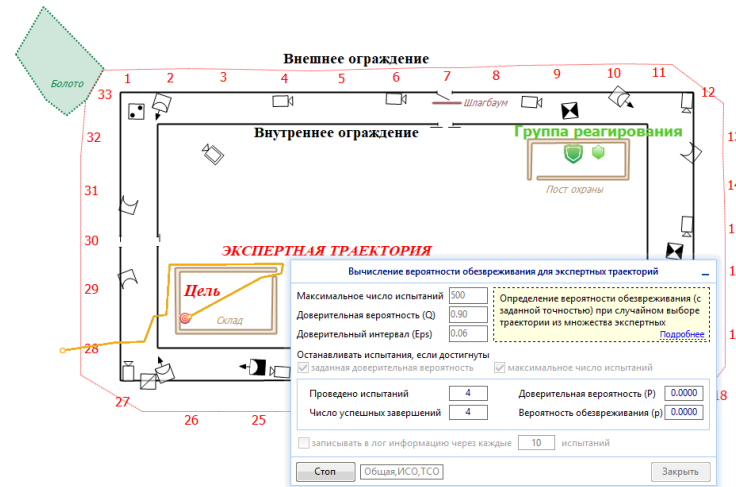 Внешнее ограждение
1 2 3 4 5 6 7 8 9 10 11
Болото
33
12
Шлагбаум
Внутреннее ограждение
Группа реагирования
32
13
Пост охраны
31
30
ЭКСПЕРТНАЯ ТРАЕКТОРИЯ
29
Цель
Склад
28
27
26
25
18
Вычисление вероятности обезвреживания для экспертных траекторий
Максимальное число испытаний 500
Доверительная вероятность (Q) 0.90
Доверительный интервал (Eps) 0.06
Определение вероятности обезвреживания (с
заданной точностью) при случайном выборе
траектории из множества экспертных
Подробнее
Останавливать испытания, если достигнуты
заданная доверительная вероятность
максимальное число испытаний
Проведено испытаний 4
Доверительная вероятность (P) 0.0000
Число успешных завершений 4
Вероятность обезвреживания (p) 0.0000
записывать в лог информацию через каждые 10 испытаний
Стоп
Общая,ИСО,ТСО
Закрыть